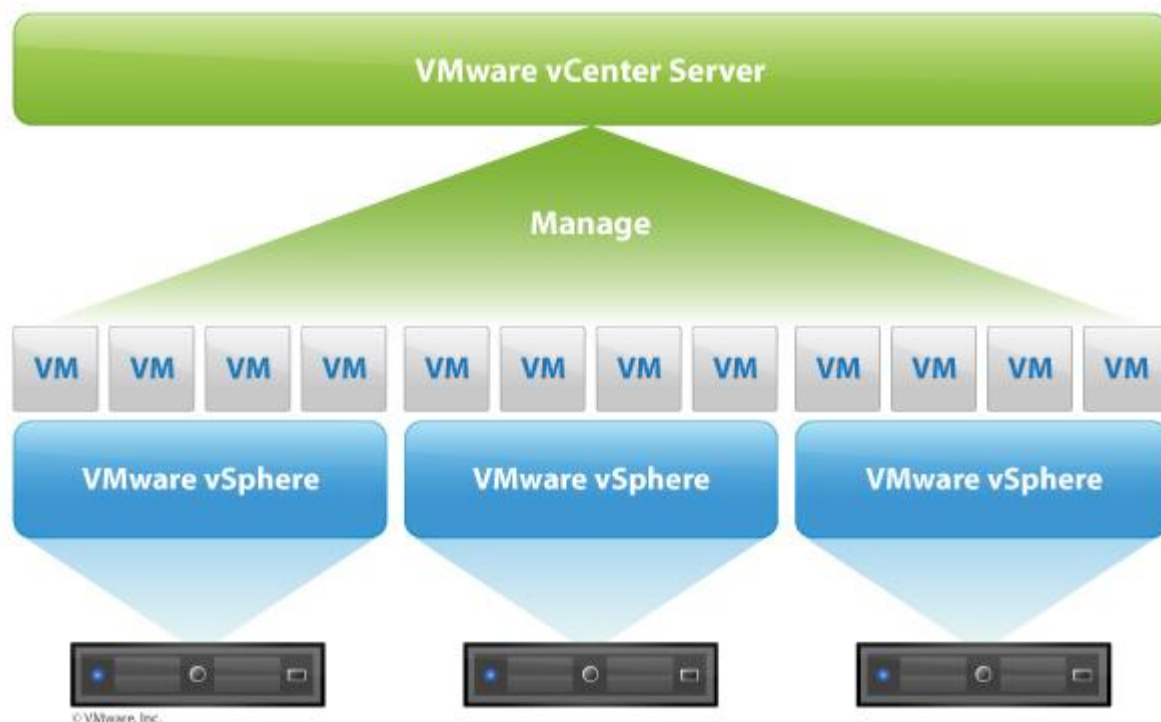 VMware vCenter Server
Manage
VM VM VM VM VM VM VM VM VM VM VM VM
VMware vSphere VMware vSphere VMware vSphere
© VMware, Inc.